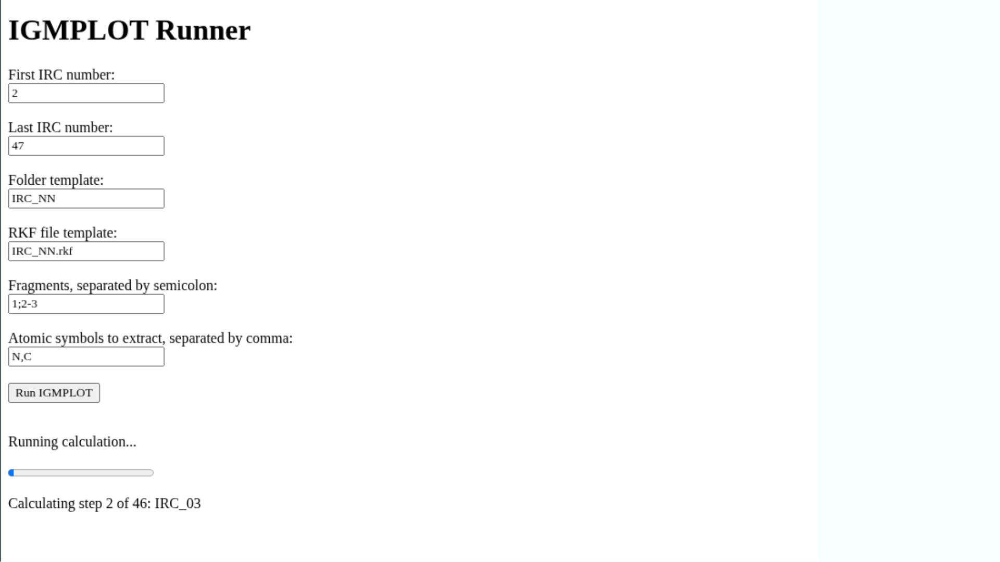 IGMPLOT Runner
First IRC number:
2
Last IRC number:
47
Folder template:
IRC_NN
RKF file template:
IRC_NN.rkf
Fragments, separated by semicolon:
1;2-3
Atomic symbols to extract, separated by comma:
N,C
Run IGMPLOT
Running calculation...
Calculating step 2 of 46: IRC_03